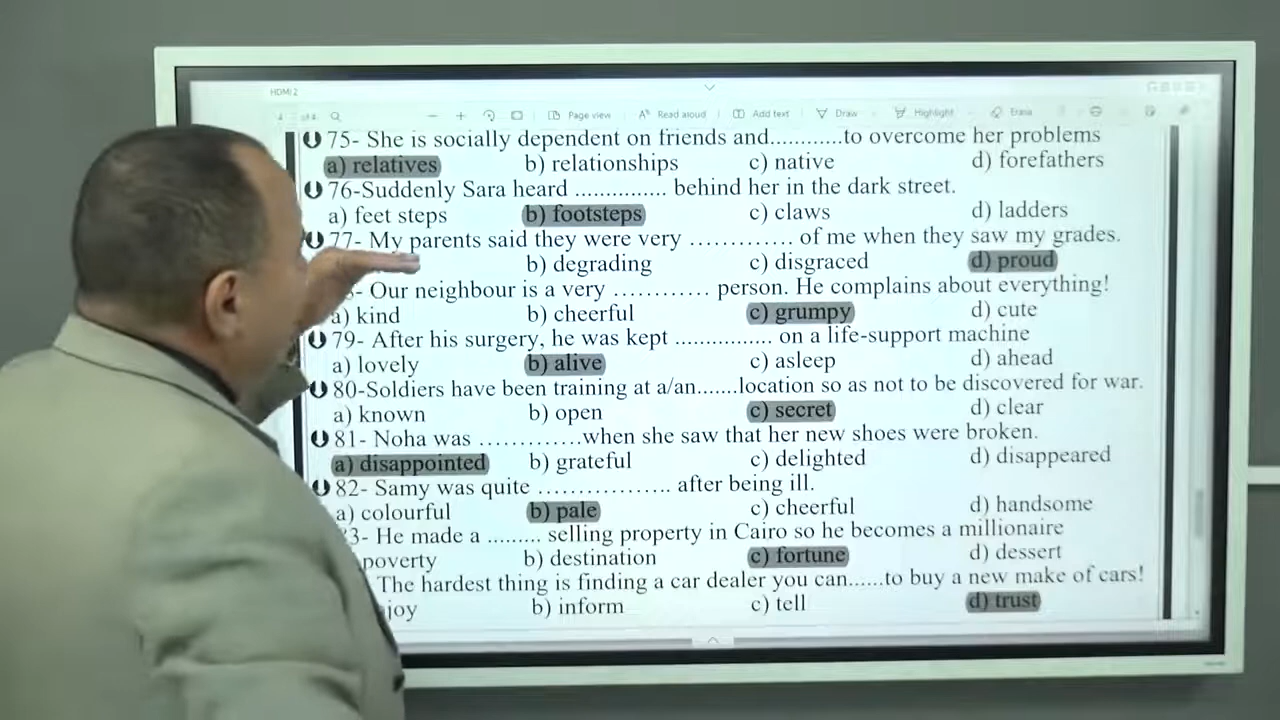 HDMI 2
Page view Read aloud Add text Draw Highlight Erase
75- She is socially dependent on friends and............to overcome her problems
a) relatives b) relationships c) native d) forefathers
76-Suddenly Sara heard ............... behind her in the dark street.
a) feet steps b) footsteps c) claws d) ladders
77- My parents said they were very .............. of me when they saw my grades.
b) degrading c) disgraced d) proud
- Our neighbour is a very ............ person. He complains about everything!
a) kind b) cheerful c) grumpy d) cute
79- After his surgery, he was kept ................ on a life-support machine
a) lovely b) alive c) asleep d) ahead
80-Soldiers have been training at a/an.......location so as not to be discovered for war.
a) known b) open c) secret d) clear
81- Noha was .............when she saw that her new shoes were broken.
a) disappointed b) grateful c) delighted d) disappeared
82- Samy was quite ................. after being ill.
a) colourful b) pale c) cheerful d) handsome
3- He made a ......... selling property in Cairo so he becomes a millionaire
poverty b) destination c) fortune d) dessert
The hardest thing is finding a car dealer you can......to buy a new make of cars!
joy b) inform c) tell d) trust